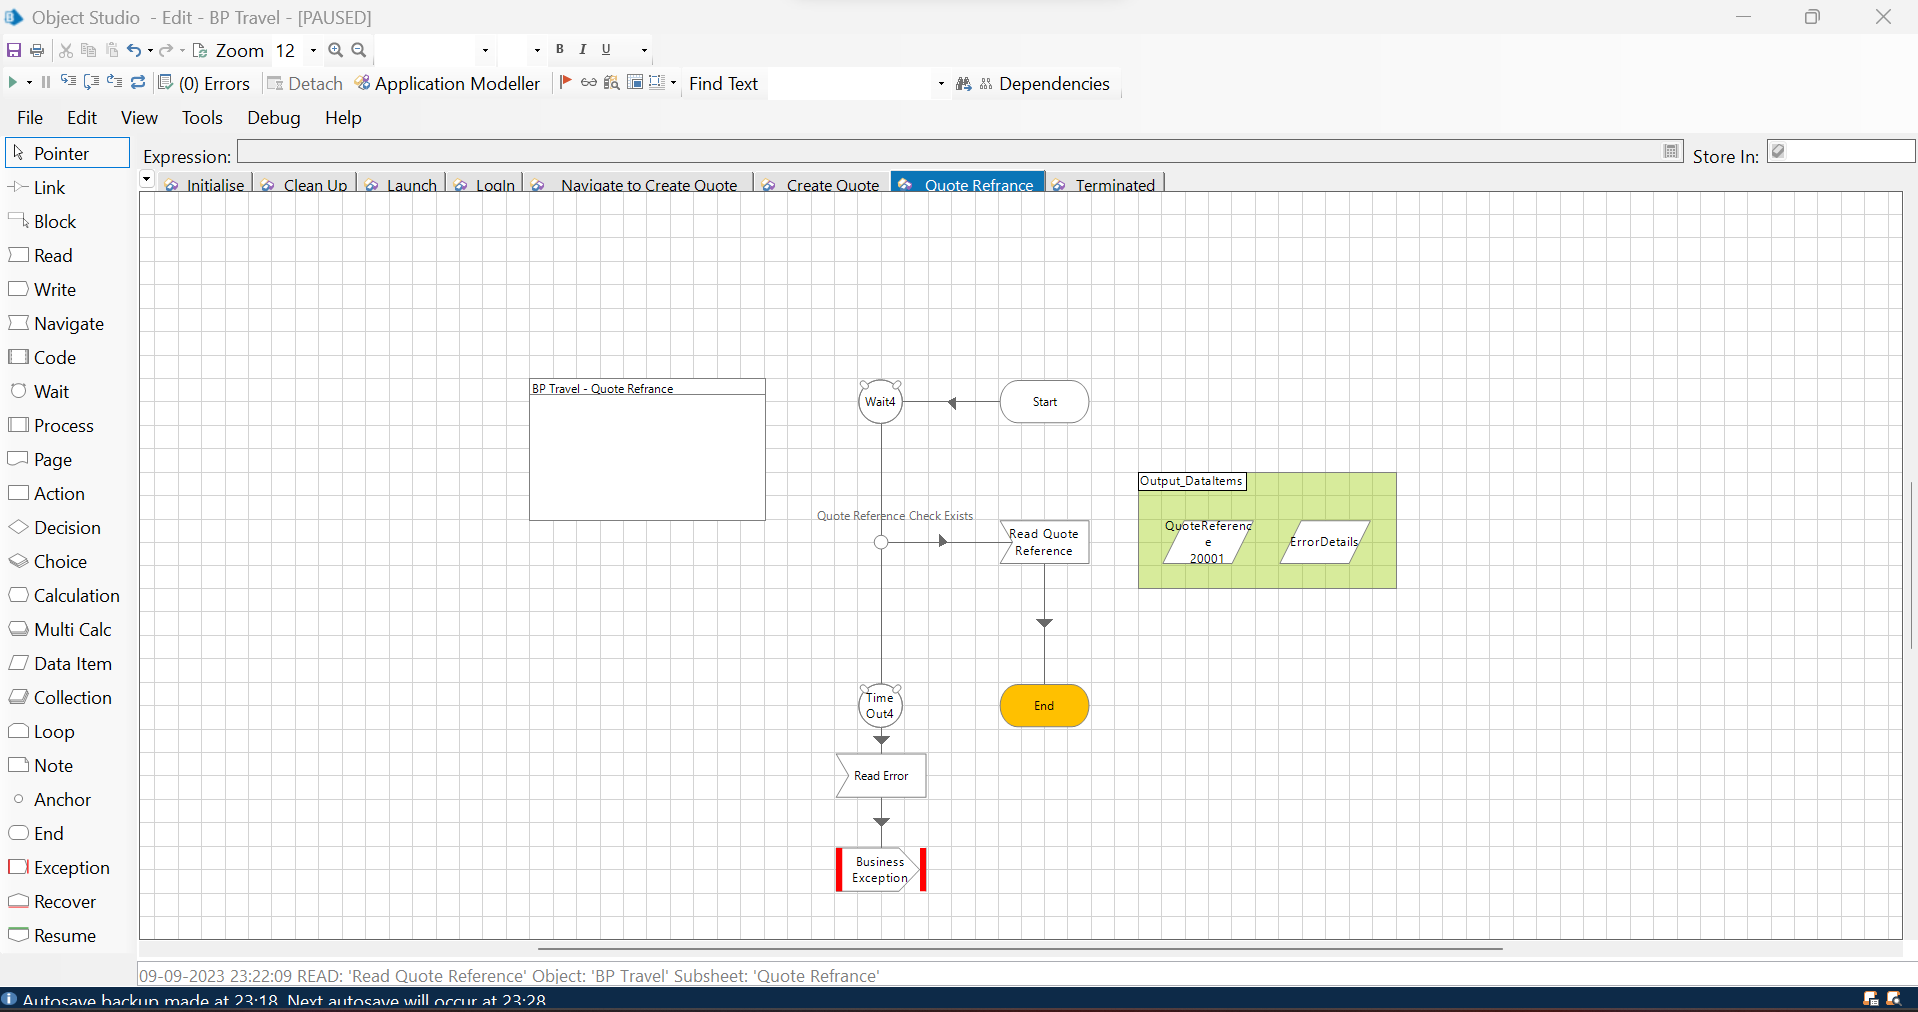 Object Studio - Edit - BP Travel - [PAUSED]
Zoom 12 B I U
(0) Errors Detach Application Modeller Find Text Dependencies
File Edit View Tools Debug Help
Pointer
Expression: Store In:
Initialise Clean Up Launch LogIn Navigate to Create Quote Create Quote Quote Refrance Terminated
Link
Block
Read
Write
Navigate
Code
Wait
Process
Page
Action
Decision
Choice
Calculation
Multi Calc
Data Item
Collection
Loop
Note
Anchor
End
Exception
Recover
Resume
BP Travel - Quote Refrance
Wait4
Start
Output_DataItems
Quote Reference Check Exists
Read Quote
Reference
QuoteReferenc
e
20001
ErrorDetails
Time
Out4
End
Read Error
Business
Exception
09-09-2023 23:22:09 READ: 'Read Quote Reference' Object: 'BP Travel' Subsheet: 'Quote Refrance'
Autosave backup made at 23:18. Next autosave will occur at 23:28